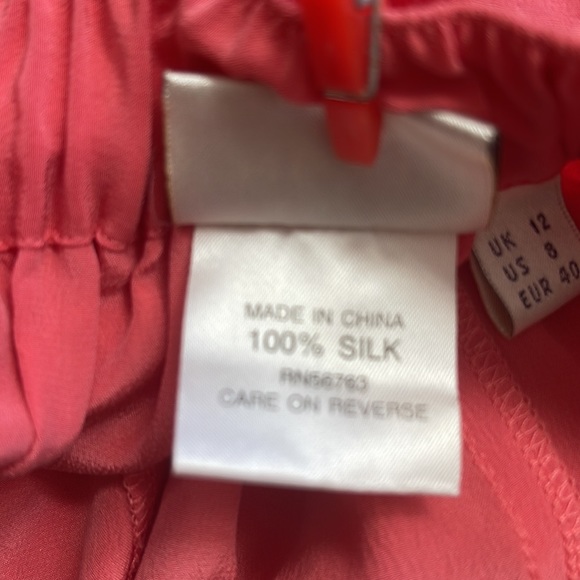 MADE IN CHINA
100% SILK
RN56763
CARE ON REVERSE
UK 12
US 8
EUR 40